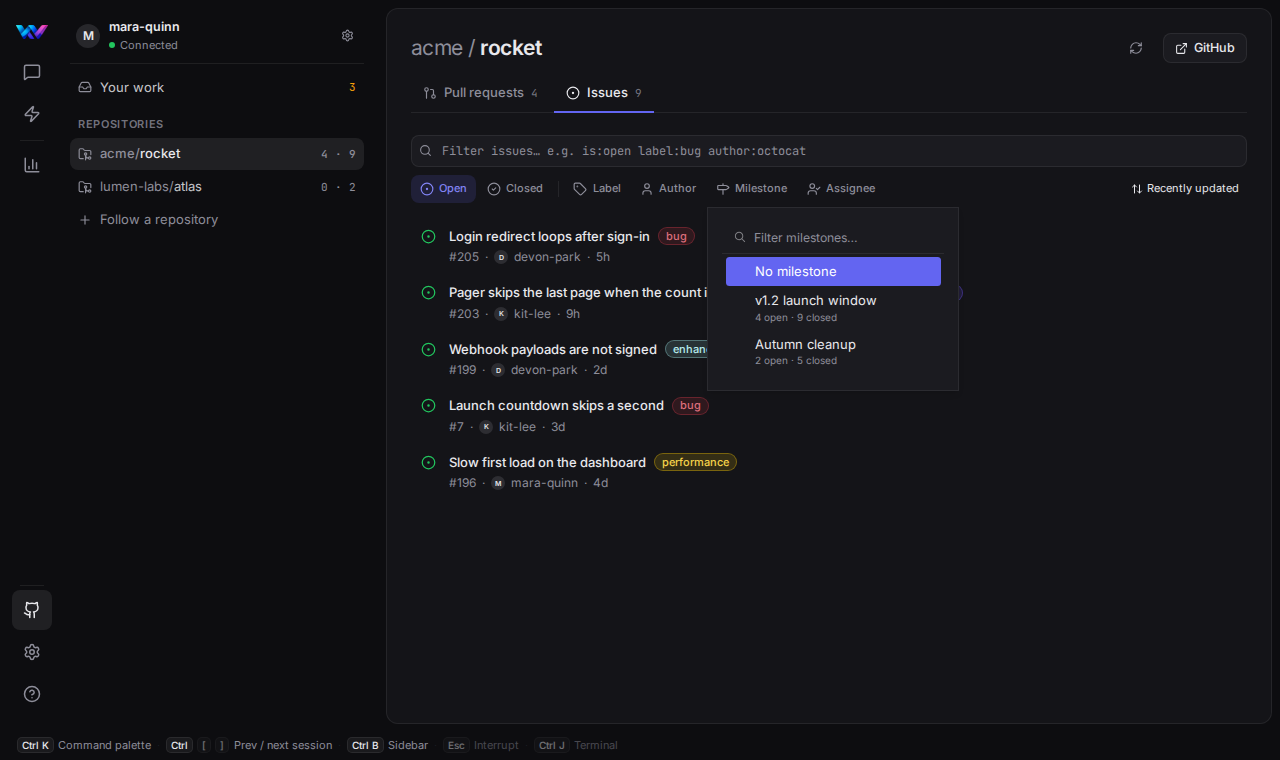 M mara-quinn
Connected
Your work 3
REPOSITORIES
acme/rocket 4 · 9
lumen-labs/atlas 0 · 2
Follow a repository
acme / rocket
GitHub
Pull requests 4
Issues 9
Filter issues… e.g. is:open label:bug author:octocat
Open Closed Label Author Milestone Assignee Recently updated
Login redirect loops after sign-in bug
#205 · D devon-park · 5h
Pager skips the last page when the count i
#203 · K kit-lee · 9h
Webhook payloads are not signed enhan
#199 · D devon-park · 2d
Launch countdown skips a second bug
#7 · K kit-lee · 3d
Slow first load on the dashboard performance
#196 · M mara-quinn · 4d
Filter milestones...
No milestone
v1.2 launch window
4 open · 9 closed
Autumn cleanup
2 open · 5 closed
Ctrl K Command palette Ctrl [ ] Prev / next session Ctrl B Sidebar Esc Interrupt Ctrl J Terminal